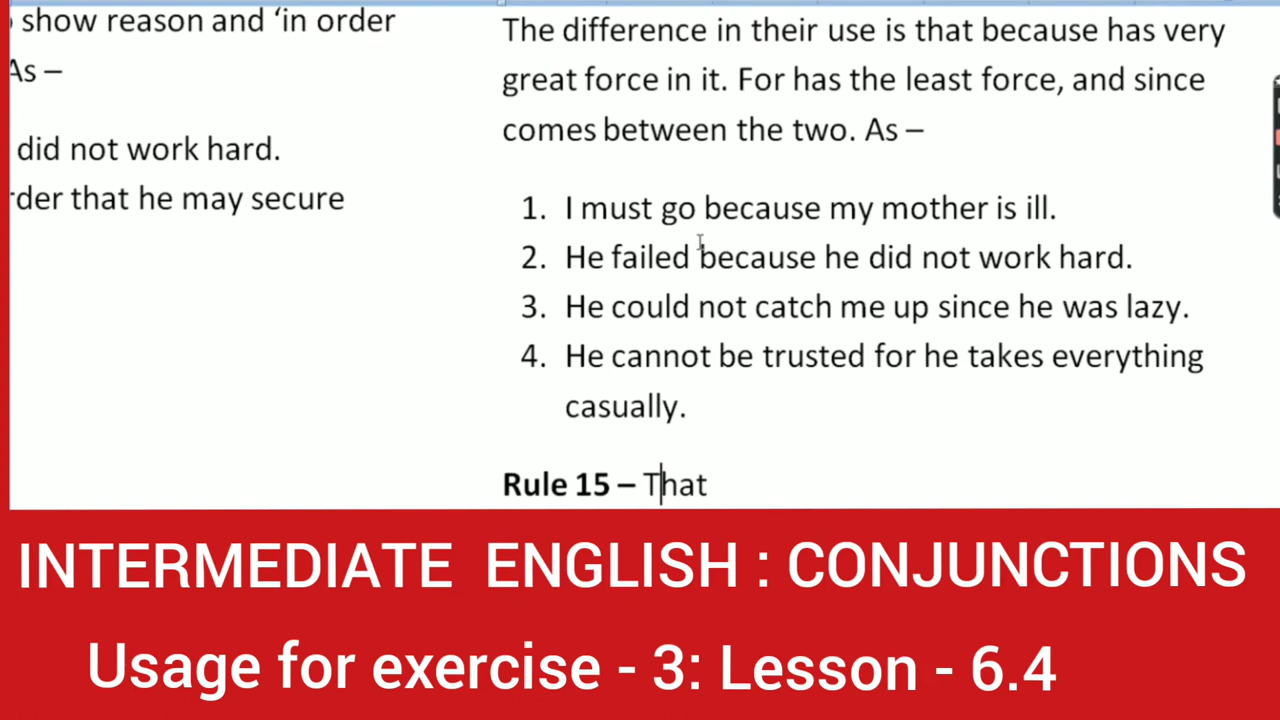 show reason and ‘in order
As –
did not work hard.
der that he may secure
The difference in their use is that because has very
great force in it. For has the least force, and since
comes between the two. As –
1. I must go because my mother is ill.
2. He failed because he did not work hard.
3. He could not catch me up since he was lazy.
4. He cannot be trusted for he takes everything
casually.
Rule 15 – That
INTERMEDIATE ENGLISH : CONJUNCTIONS
Usage for exercise - 3: Lesson - 6.4